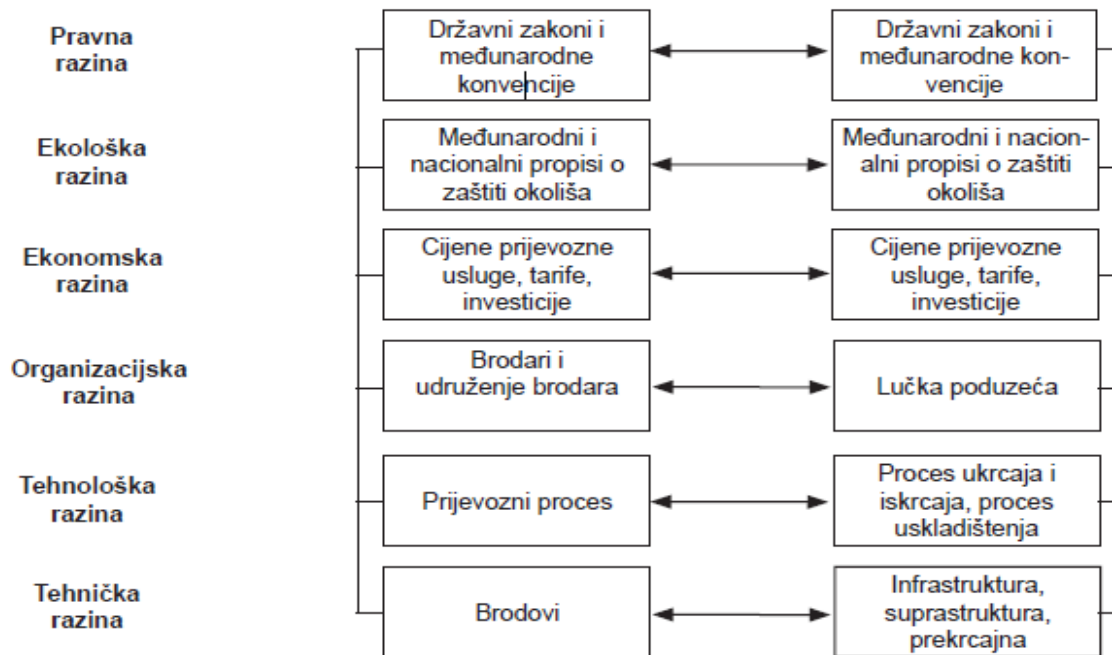 Pravna
razina
Državni zakoni i
međunarodne
konvencije
Državni zakoni i
međunarodne kon-
vencije
Ekološka
razina
Međunarodni i
nacionalni propisi o
zaštiti okoliša
Međunarodni i nacion-
alni propisi o zaštiti
okoliša
Ekonomska
razina
Cijene prijevozne
usluge, tarife,
investicije
Cijene prijevozne
usluge, tarife,
investicije
Organizacijska
razina
Brodari i
udruženje brodara
Lučka poduzeća
Tehnološka
razina
Prijevozni proces
Proces ukrcaja i
iskrcaja, proces
uskladištenja
Tehnička
razina
Brodovi
Infrastruktura,
suprastruktura,
prekrcajna